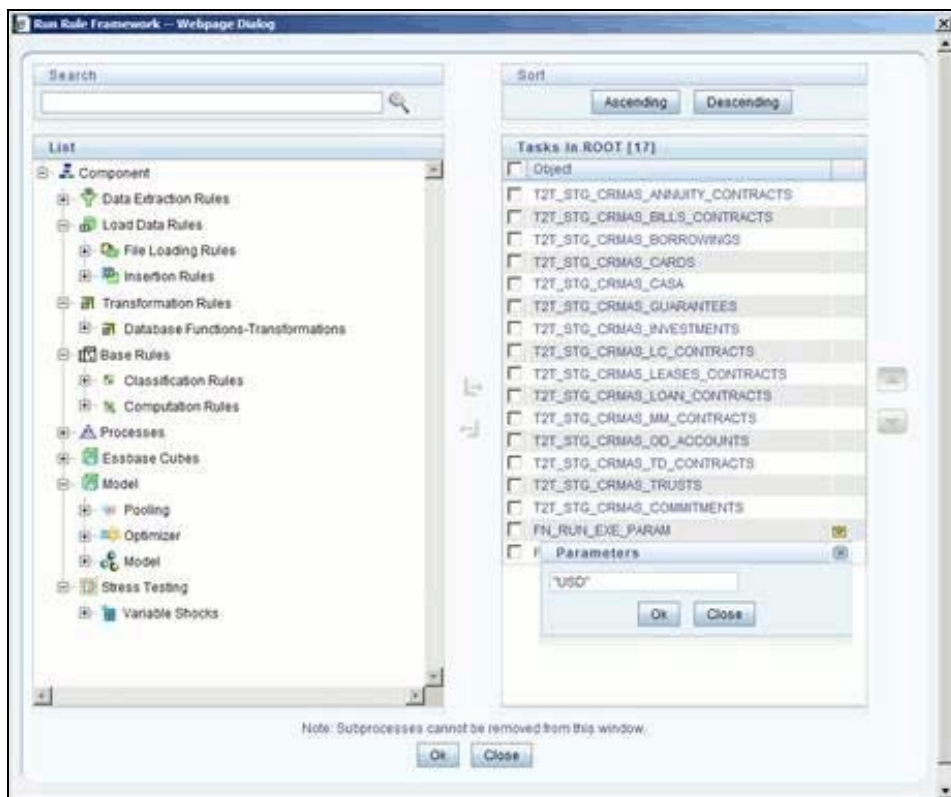 Run Rule Framework -- Webpage Dialog
Search
List
Component
Data Extraction Rules
Load Data Rules
File Loading Rules
Insertion Rules
Transformation Rules
Database Functions-Transformations
Base Rules
Classification Rules
Computation Rules
Processes
Essbase Cubes
Model
Pooling
Optimizer
Model
Stress Testing
Variable Shocks
Sort
Ascending Descending
Tasks In ROOT [17]
Object
T2T_STG_CRMAS_ANNUITY_CONTRACTS
T2T_STG_CRMAS_BILLS_CONTRACTS
T2T_STG_CRMAS_BORROWINGS
T2T_STG_CRMAS_CARDS
T2T_STG_CRMAS_CASA
T2T_STG_CRMAS_GUARANTEES
T2T_STG_CRMAS_INVESTMENTS
T2T_STG_CRMAS_LC_CONTRACTS
T2T_STG_CRMAS_LEASES_CONTRACTS
T2T_STG_CRMAS_LOAN_CONTRACTS
T2T_STG_CRMAS_MM_CONTRACTS
T2T_STG_CRMAS_OD_ACCOUNTS
T2T_STG_CRMAS_TD_CONTRACTS
T2T_STG_CRMAS_TRUSTS
T2T_STG_CRMAS_COMMITMENTS
FN_RUN_EXE_PARAM
F
Parameters
"USD"
Ok Close
Note: Subprocesses cannot be removed from this window.
Ok Close